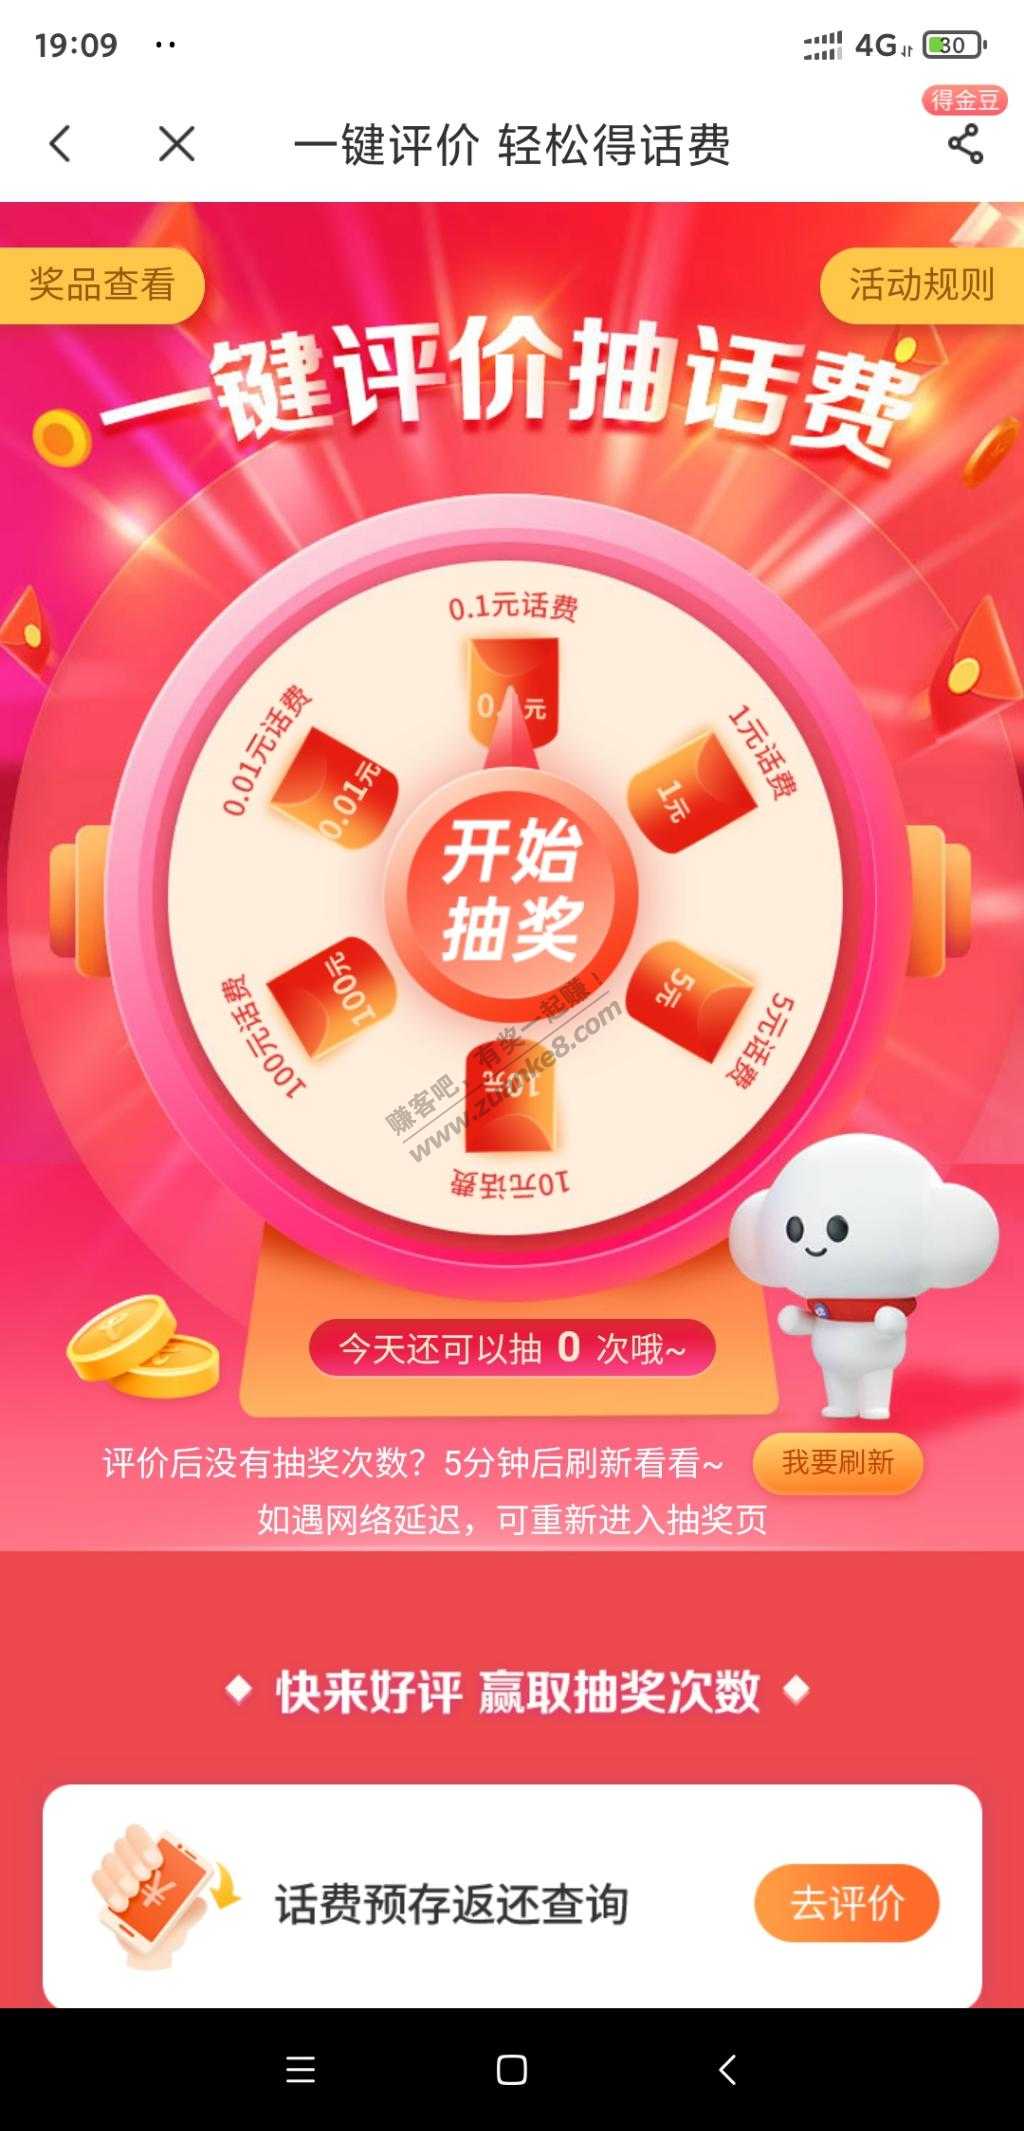 19:09
4G
30
得金豆
一键评价 轻松得话费
奖品查看
活动规则
一键评价抽话费
0.1元话费
元
0.01元话费
0.01元
1元话费
1元
开始
抽奖
100元
100元话费
5元
5元话费
10元
10元话费
赚客吧，有奖一起赚！
www.zuanke8.com
今天还可以抽 0 次哦~
评价后没有抽奖次数？5分钟后刷新看看~
我要刷新
如遇网络延迟，可重新进入抽奖页
快来好评 赢取抽奖次数
话费预存返还查询
去评价